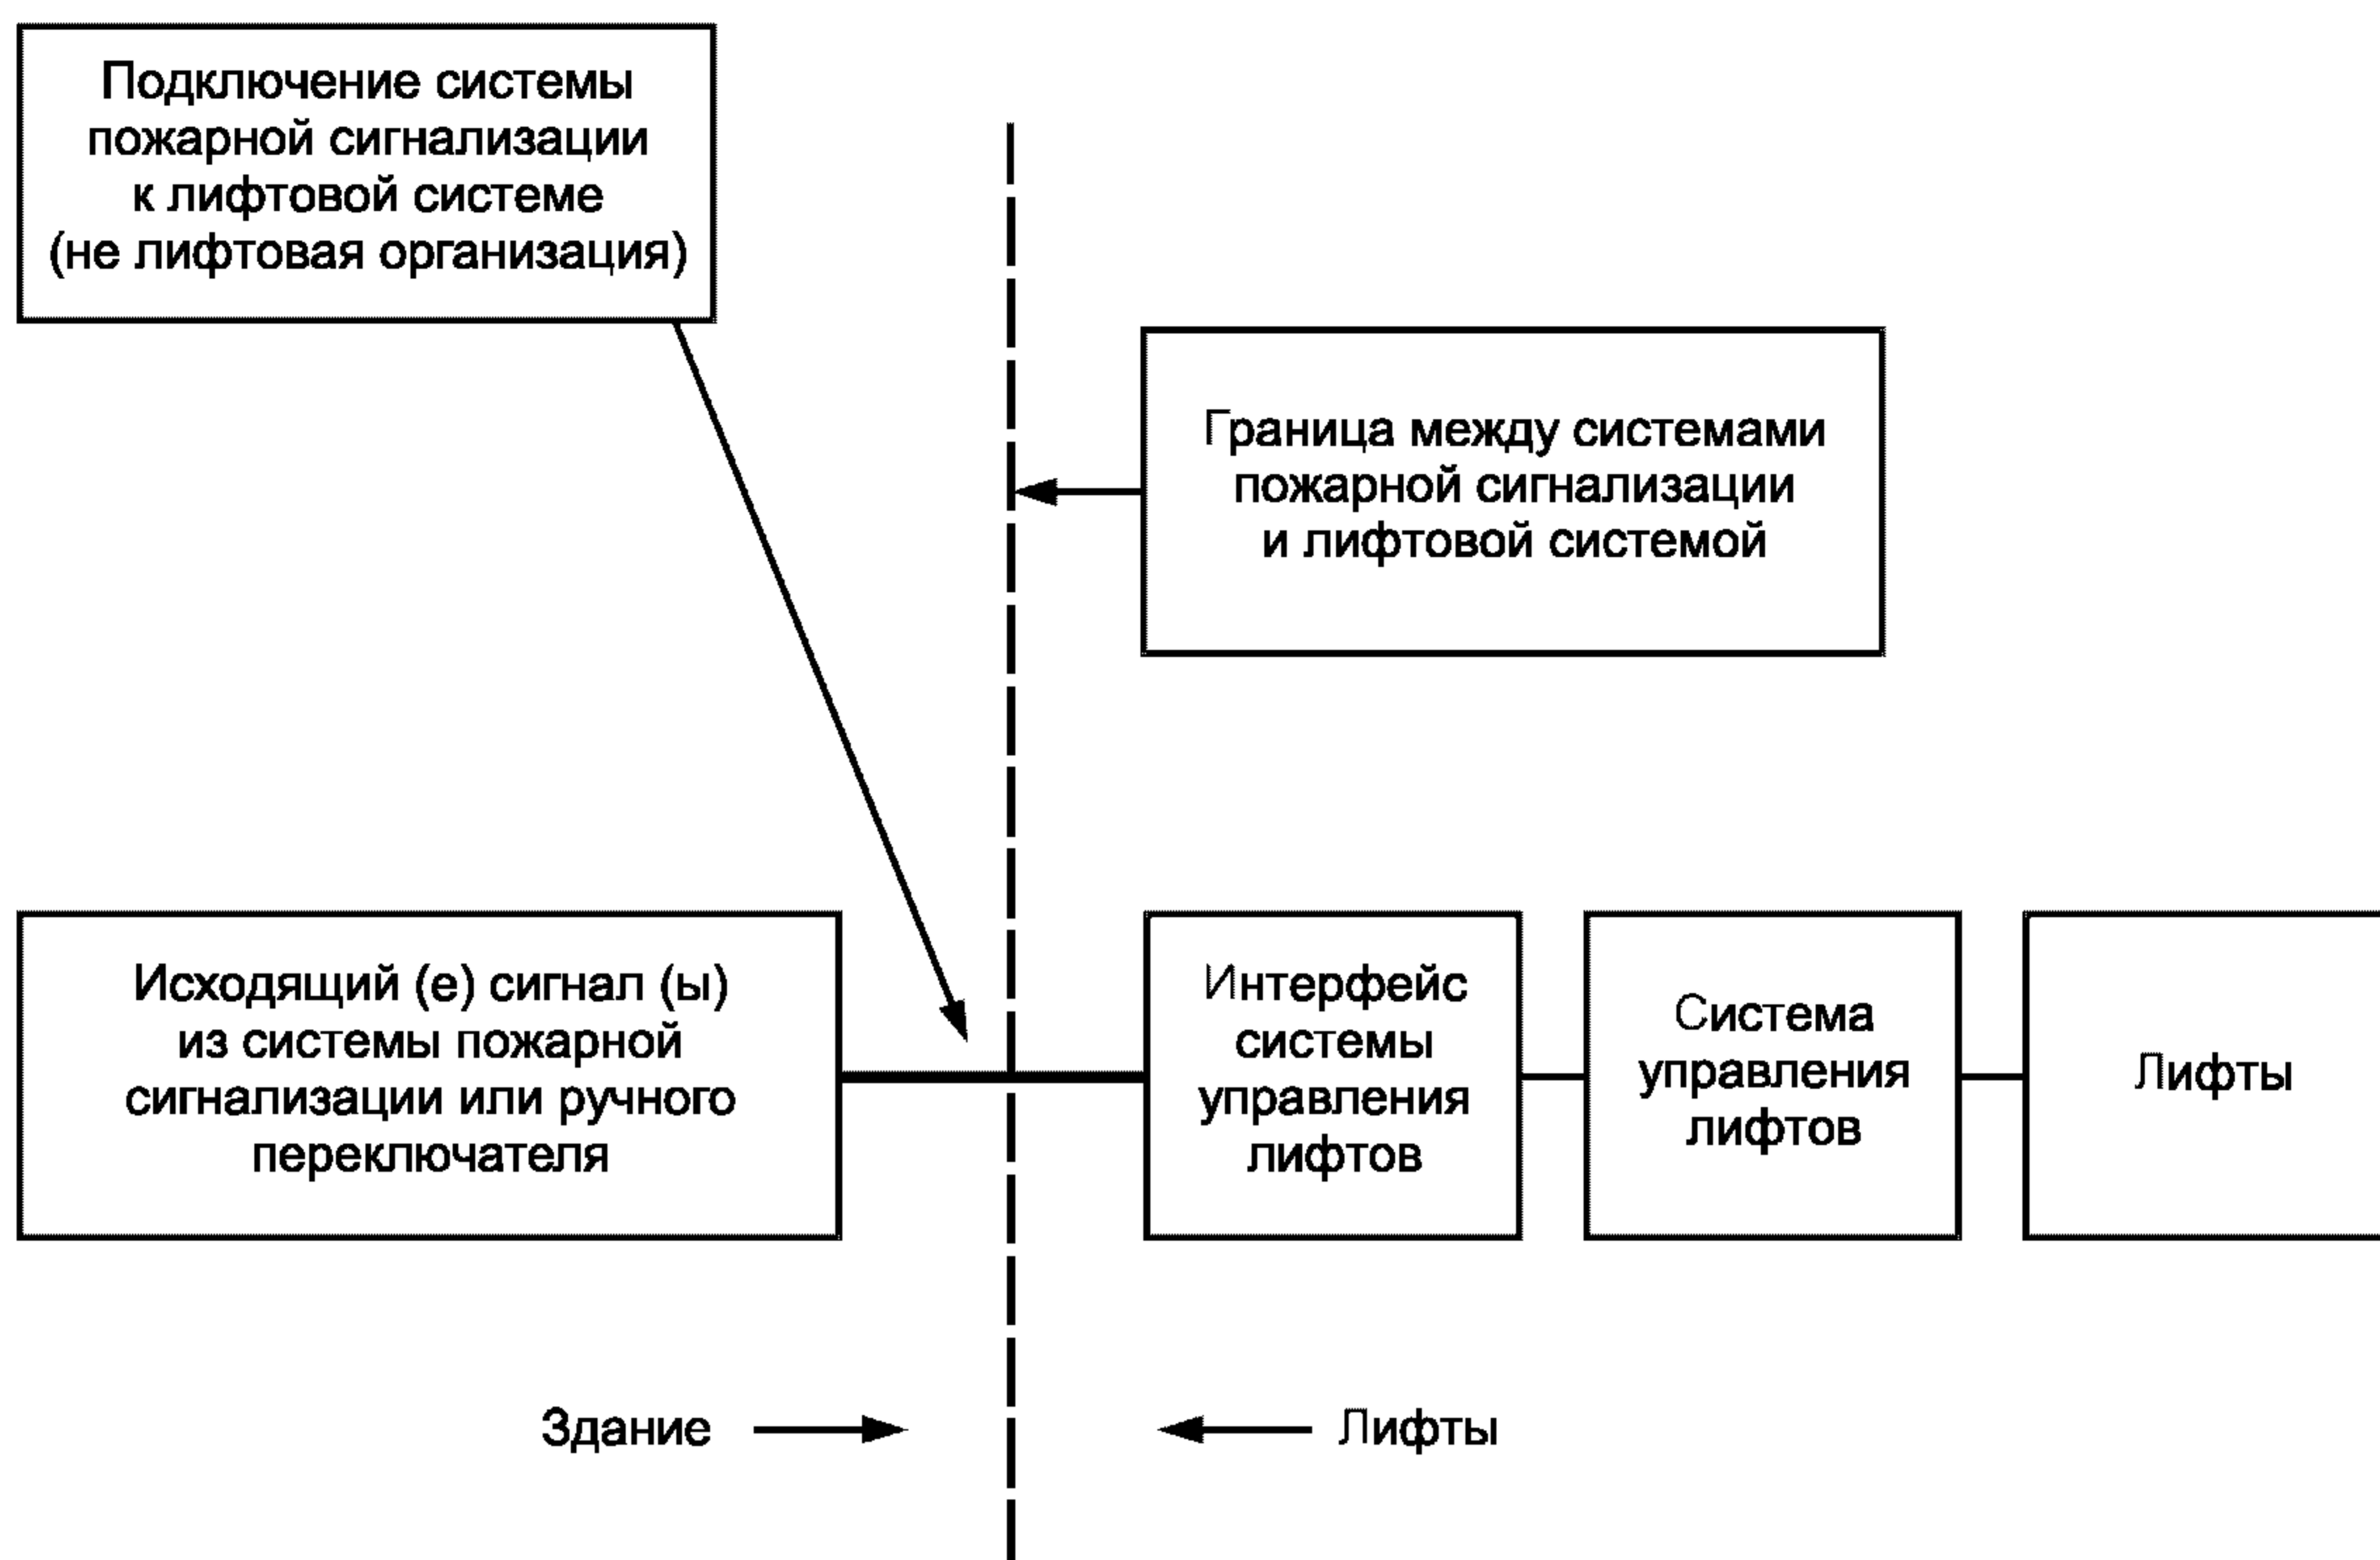 Подключение системы
пожарной сигнализации
к лифтовой системе
(не лифтовая организация)
Граница между системами
пожарной сигнализации
и лифтовой системой
Исходящий (е) сигнал (ы)
из системы пожарной
сигнализации или ручного
переключателя
Интерфейс
системы
управления
лифтов
Система
управления
лифтов
Лифты
Здание
Лифты